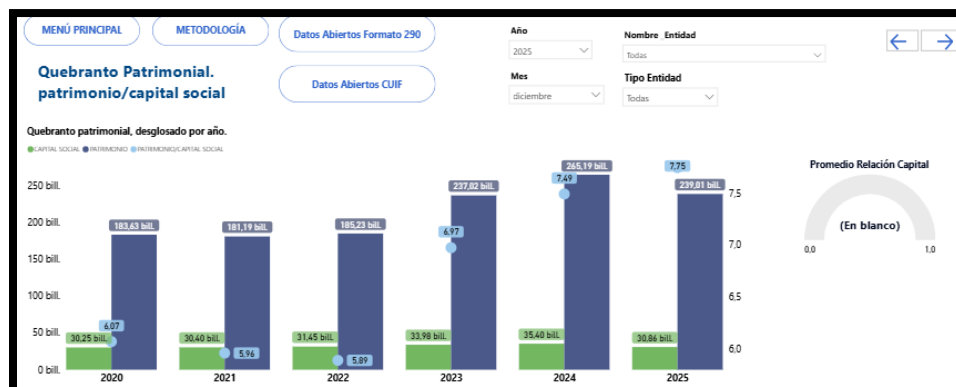 MENÚ PRINCIPAL
METODOLOGÍA
Datos Abiertos Formato 290
Año
2025
Nombre_Entidad
Todas
Quebranto Patrimonial.
patrimonio/capital social
Datos Abiertos CUIF
Mes
diciembre
Tipo Entidad
Todas
Quebranto patrimonial, desglosado por año.
CAPITAL SOCIAL PATRIMONIO PATRIMONIO/CAPITAL SOCIAL
250 bill.
200 bill.
150 bill.
100 bill.
50 bill.
0 bill.
183,63 bill.
181,19 bill.
185,23 bill.
237,82 bill.
265,19 bill.
239,01 bill.
6,07
5,96
5,89
6,97
7,49
7,75
30,25 bill.
30,40 bill.
31,45 bill.
33,98 bill.
35,40 bill.
30,86 bill.
7,5
7,0
6,5
6,0
2020
2021
2022
2023
2024
2025
Promedio Relación Capital
(En blanco)
0,0
1,0